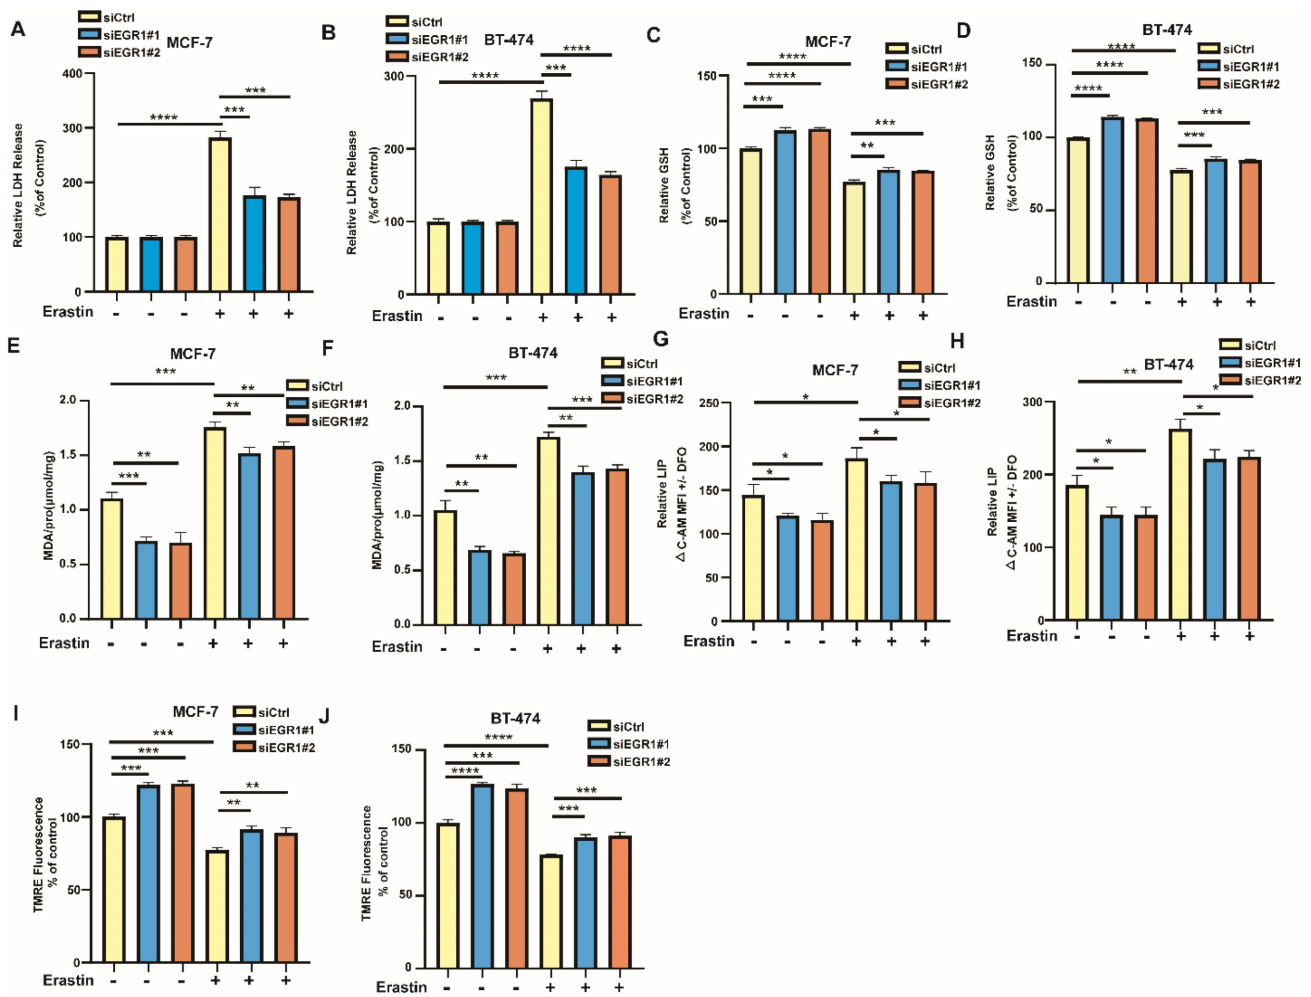 A
siCtrl
siEGR1#1
siEGR1#2
MCF-7
**** *** ***
Relative LDH Release
(%of Control)
400
300
200
100
0
Erastin - - - + + +
B
siCtrl
siEGR1#1
siEGR1#2
BT-474
**** *** ****
Relative LDH Release
(%of Control)
300
200
100
0
Erastin - - - + + +
C
MCF-7
siCtrl
siEGR1#1
siEGR1#2
****
****
*** ** ***
Relative GSH
(%of Control)
150
100
50
0
Erastin - - - + + +
D
BT-474
siCtrl
siEGR1#1
siEGR1#2
****
****
**** *** ***
Relative GSH
(%of Control)
150
100
50
0
Erastin - - - + + +
E
MCF-7
siCtrl
siEGR1#1
siEGR1#2
*** **
**
**
***
MDA/pro(μmol/mg)
2.0
1.5
1.0
0.5
0.0
Erastin - - - + + +
F
BT-474
siCtrl
siEGR1#1
siEGR1#2
*** ***
**
**
**
MDA/pro(μmol/mg)
2.0
1.5
1.0
0.5
0.0
Erastin - - - + + +
G
MCF-7
siCtrl
siEGR1#1
siEGR1#2
* *
*
*
*
Relative LIP
△ C-AM MFI +/- DFO
250
200
150
100
50
0
Erastin - - - + + +
H
BT-474
siCtrl
siEGR1#1
siEGR1#2
** *
*
*
*
Relative LIP
△ C-AM MFI +/- DFO
300
200
100
0
Erastin - - - + + +
I
MCF-7
siCtrl
siEGR1#1
siEGR1#2
***
***
*** ** **
TMRE Fluorescence
% of control
150
100
50
0
Erastin - - - + + +
J
BT-474
siCtrl
siEGR1#1
siEGR1#2
****
***
**** *** ***
TMRE Fluorescence
% of control
150
100
50
0
Erastin - - - + + +